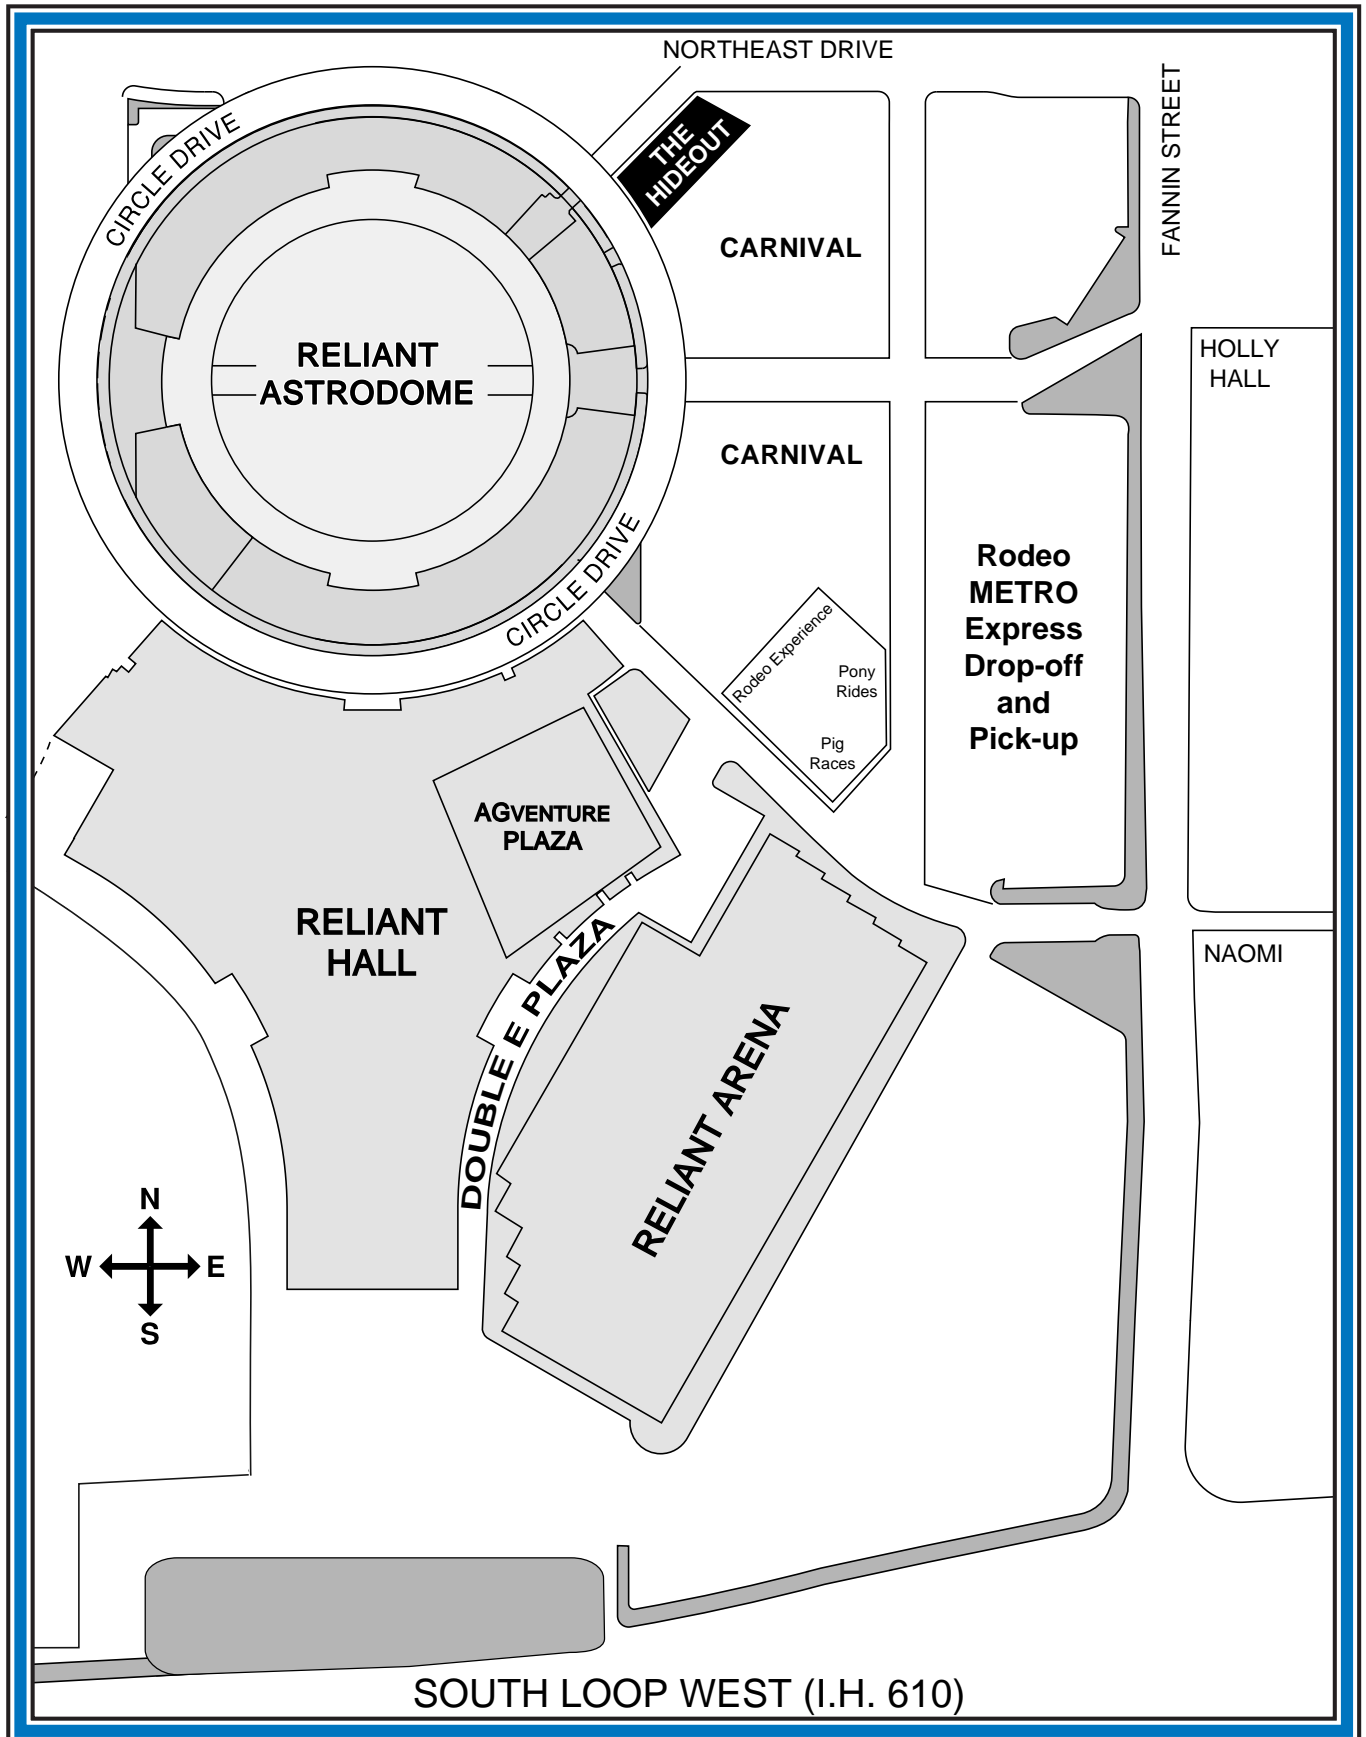 NORTHEAST DRIVE
FANNIN STREET
CIRCLE DRIVE
THE
HIDEOUT
CARNIVAL
RELIANT
ASTRODOME
HOLLY
HALL
CARNIVAL
CIRCLE DRIVE
Rodeo
METRO
Express
Drop-off
and
Pick-up
Rodeo Experience
Pony
Rides
Pig
Races
AGVENTURE
PLAZA
RELIANT
HALL
DOUBLE E PLAZA
NAOMI
RELIANT ARENA
N
W E
S
SOUTH LOOP WEST (I.H. 610)